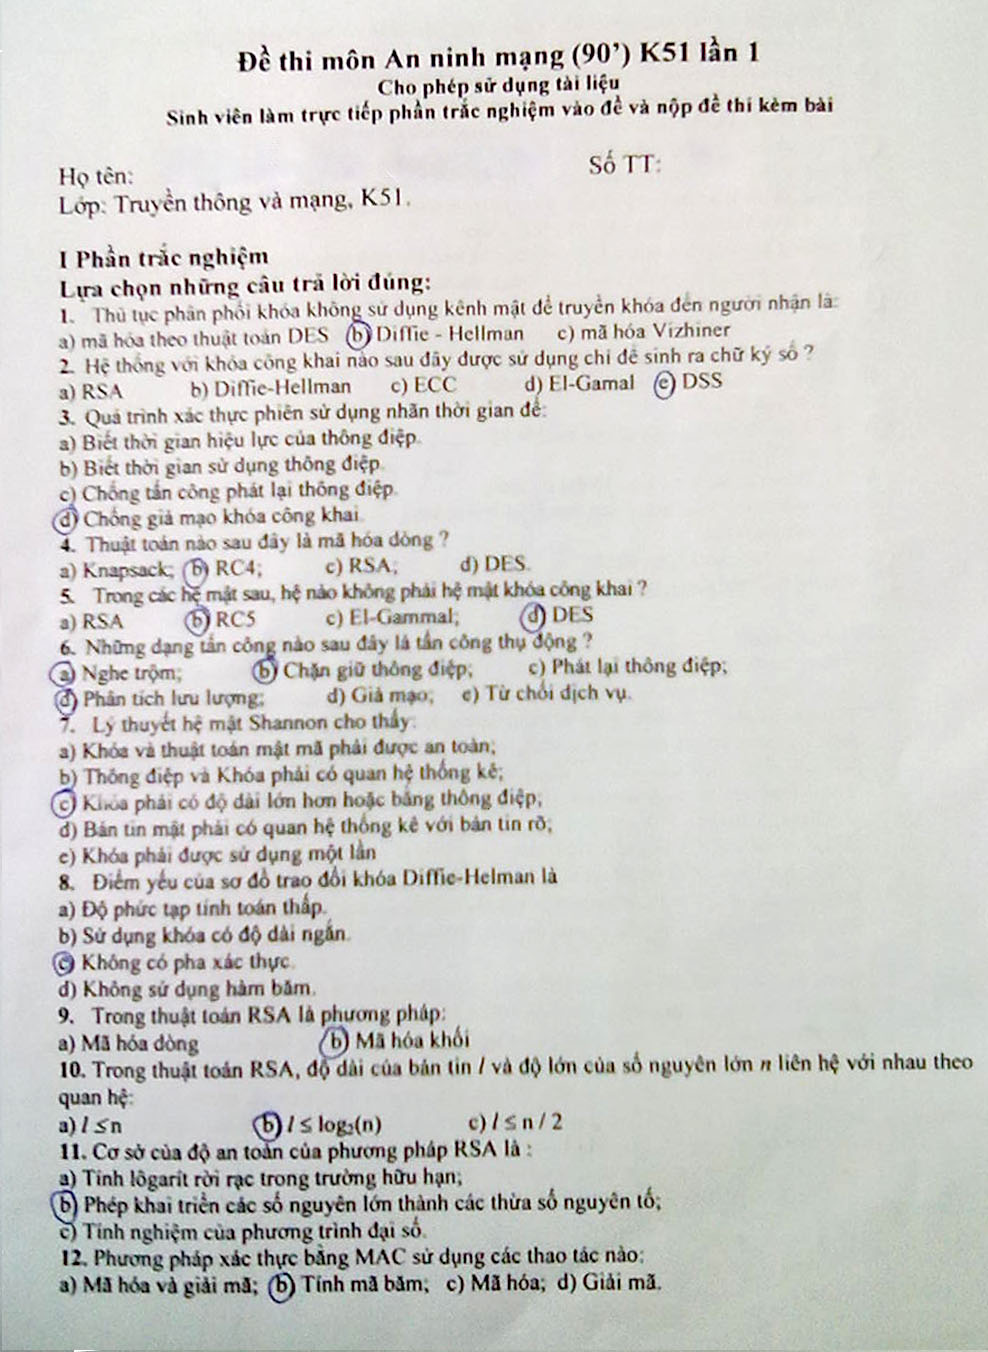 Đề thi môn An ninh mạng (90’) K51 lần 1
Cho phép sử dụng tài liệu
Sinh viên làm trực tiếp phần trắc nghiệm vào đề và nộp đề thi kèm bài
Họ tên: Số TT:
Lớp: Truyền thông và mạng, K51.
I Phần trắc nghiệm
Lựa chọn những câu trả lời đúng:
1. Thủ tục phân phối khóa không sử dụng kênh mật để truyền khóa đến người nhận là:
a) mã hóa theo thuật toán DES b) Diffie - Hellman c) mã hóa Vizhiner
2. Hệ thống với khóa công khai nào sau đây được sử dụng chỉ để sinh ra chữ ký số ?
a) RSA b) Diffie-Hellman c) ECC d) El-Gamal e) DSS
3. Quá trình xác thực phiên sử dụng nhãn thời gian để:
a) Biết thời gian hiệu lực của thông điệp.
b) Biết thời gian sử dụng thông điệp.
c) Chống tấn công phát lại thông điệp.
d) Chống giả mạo khóa công khai.
4. Thuật toán nào sau đây là mã hóa dòng ?
a) Knapsack; b) RC4; c) RSA; d) DES.
5. Trong các hệ mật sau, hệ nào không phải hệ mật khóa công khai ?
a) RSA b) RC5 c) El-Gammal; d) DES
6. Những dạng tấn công nào sau đây là tấn công thụ động ?
a) Nghe trộm; b) Chặn giữ thông điệp; c) Phát lại thông điệp;
d) Phân tích lưu lượng; d) Giả mạo; e) Từ chối dịch vụ.
7. Lý thuyết hệ mật Shannon cho thấy:
a) Khóa và thuật toán mật mã phải được an toàn;
b) Thông điệp và Khóa phải có quan hệ thống kê;
c) Khóa phải có độ dài lớn hơn hoặc bằng thông điệp;
d) Bản tin mật phải có quan hệ thống kê với bản tin rõ;
e) Khóa phải được sử dụng một lần
8. Điểm yếu của sơ đồ trao đổi khóa Diffie-Helman là
a) Độ phức tạp tính toán thấp.
b) Sử dụng khóa có độ dài ngắn.
c) Không có pha xác thực.
d) Không sử dụng hàm băm.
9. Trong thuật toán RSA là phương pháp:
a) Mã hóa dòng b) Mã hóa khối
10. Trong thuật toán RSA, độ dài của bản tin l và độ lớn của số nguyên lớn n liên hệ với nhau theo
quan hệ:
a) l ≤ n b) l ≤ log₂(n) c) l ≤ n / 2
11. Cơ sở của độ an toàn của phương pháp RSA là :
a) Tính lôgarít rời rạc trong trường hữu hạn;
b) Phép khai triển các số nguyên lớn thành các thừa số nguyên tố;
c) Tính nghiệm của phương trình đại số.
12. Phương pháp xác thực bằng MAC sử dụng các thao tác nào:
a) Mã hóa và giải mã; b) Tính mã băm; c) Mã hóa; d) Giải mã.